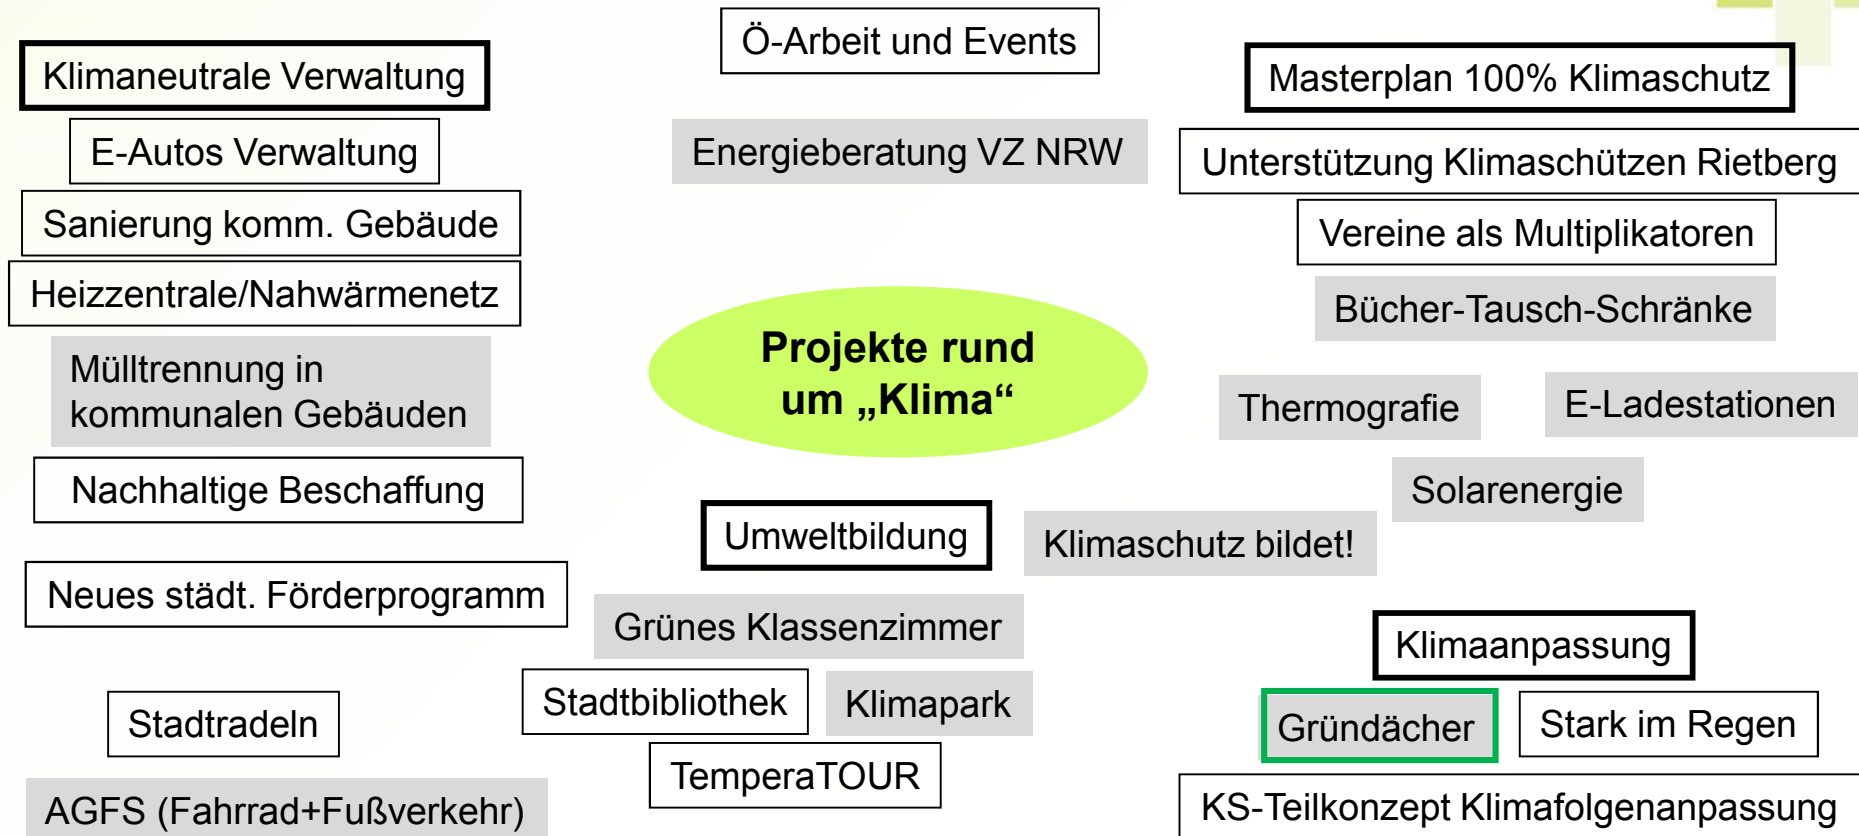 Klimaneutrale Verwaltung
E-Autos Verwaltung
Sanierung komm. Gebäude
Heizzentrale/Nahwärmenetz
Mülltrennung in
kommunalen Gebäuden
Nachhaltige Beschaffung
Neues städt. Förderprogramm
Stadtradeln
AGFS (Fahrrad+Fußverkehr)
Ö-Arbeit und Events
Energieberatung VZ NRW
Projekte rund
um „Klima“
Umweltbildung
Klimaschutz bildet!
Grünes Klassenzimmer
Stadtbibliothek
Klimapark
TemperaTOUR
Masterplan 100% Klimaschutz
Unterstützung Klimaschützen Rietberg
Vereine als Multiplikatoren
Bücher-Tausch-Schränke
Thermografie
E-Ladestationen
Solarenergie
Klimaanpassung
Gründächer
Stark im Regen
KS-Teilkonzept Klimafolgenanpassung